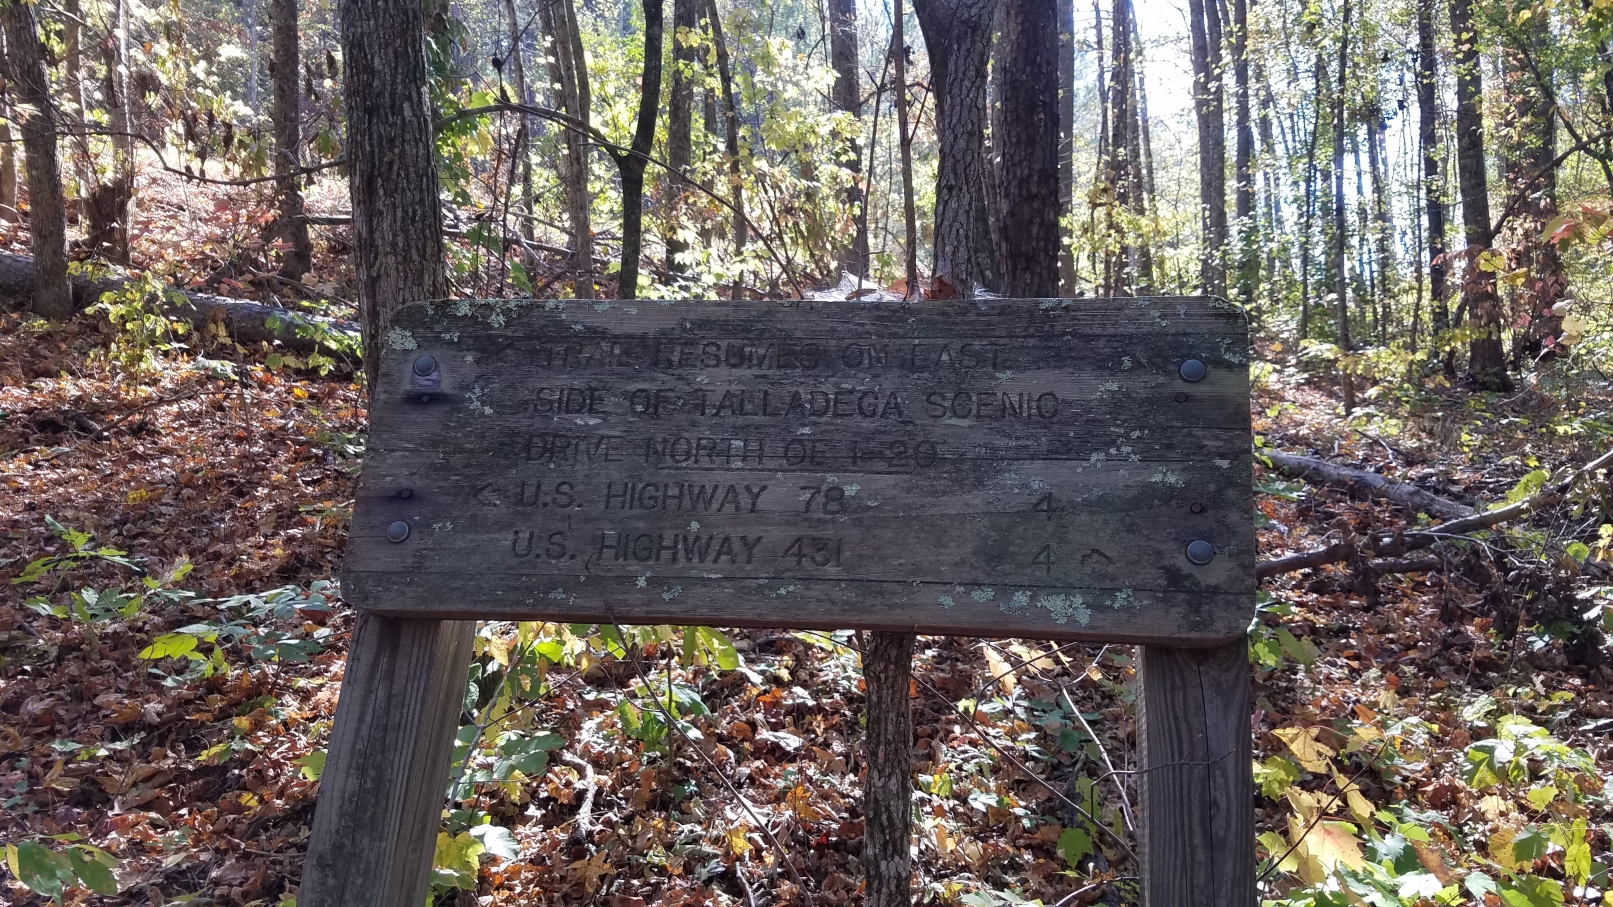 TRAIL RESUMES ON EAST
SIDE OF TALLADEGA SCENIC
DRIVE NORTH OF I-20
< U.S. HIGHWAY 78 4
U.S. HIGHWAY 431 4 >